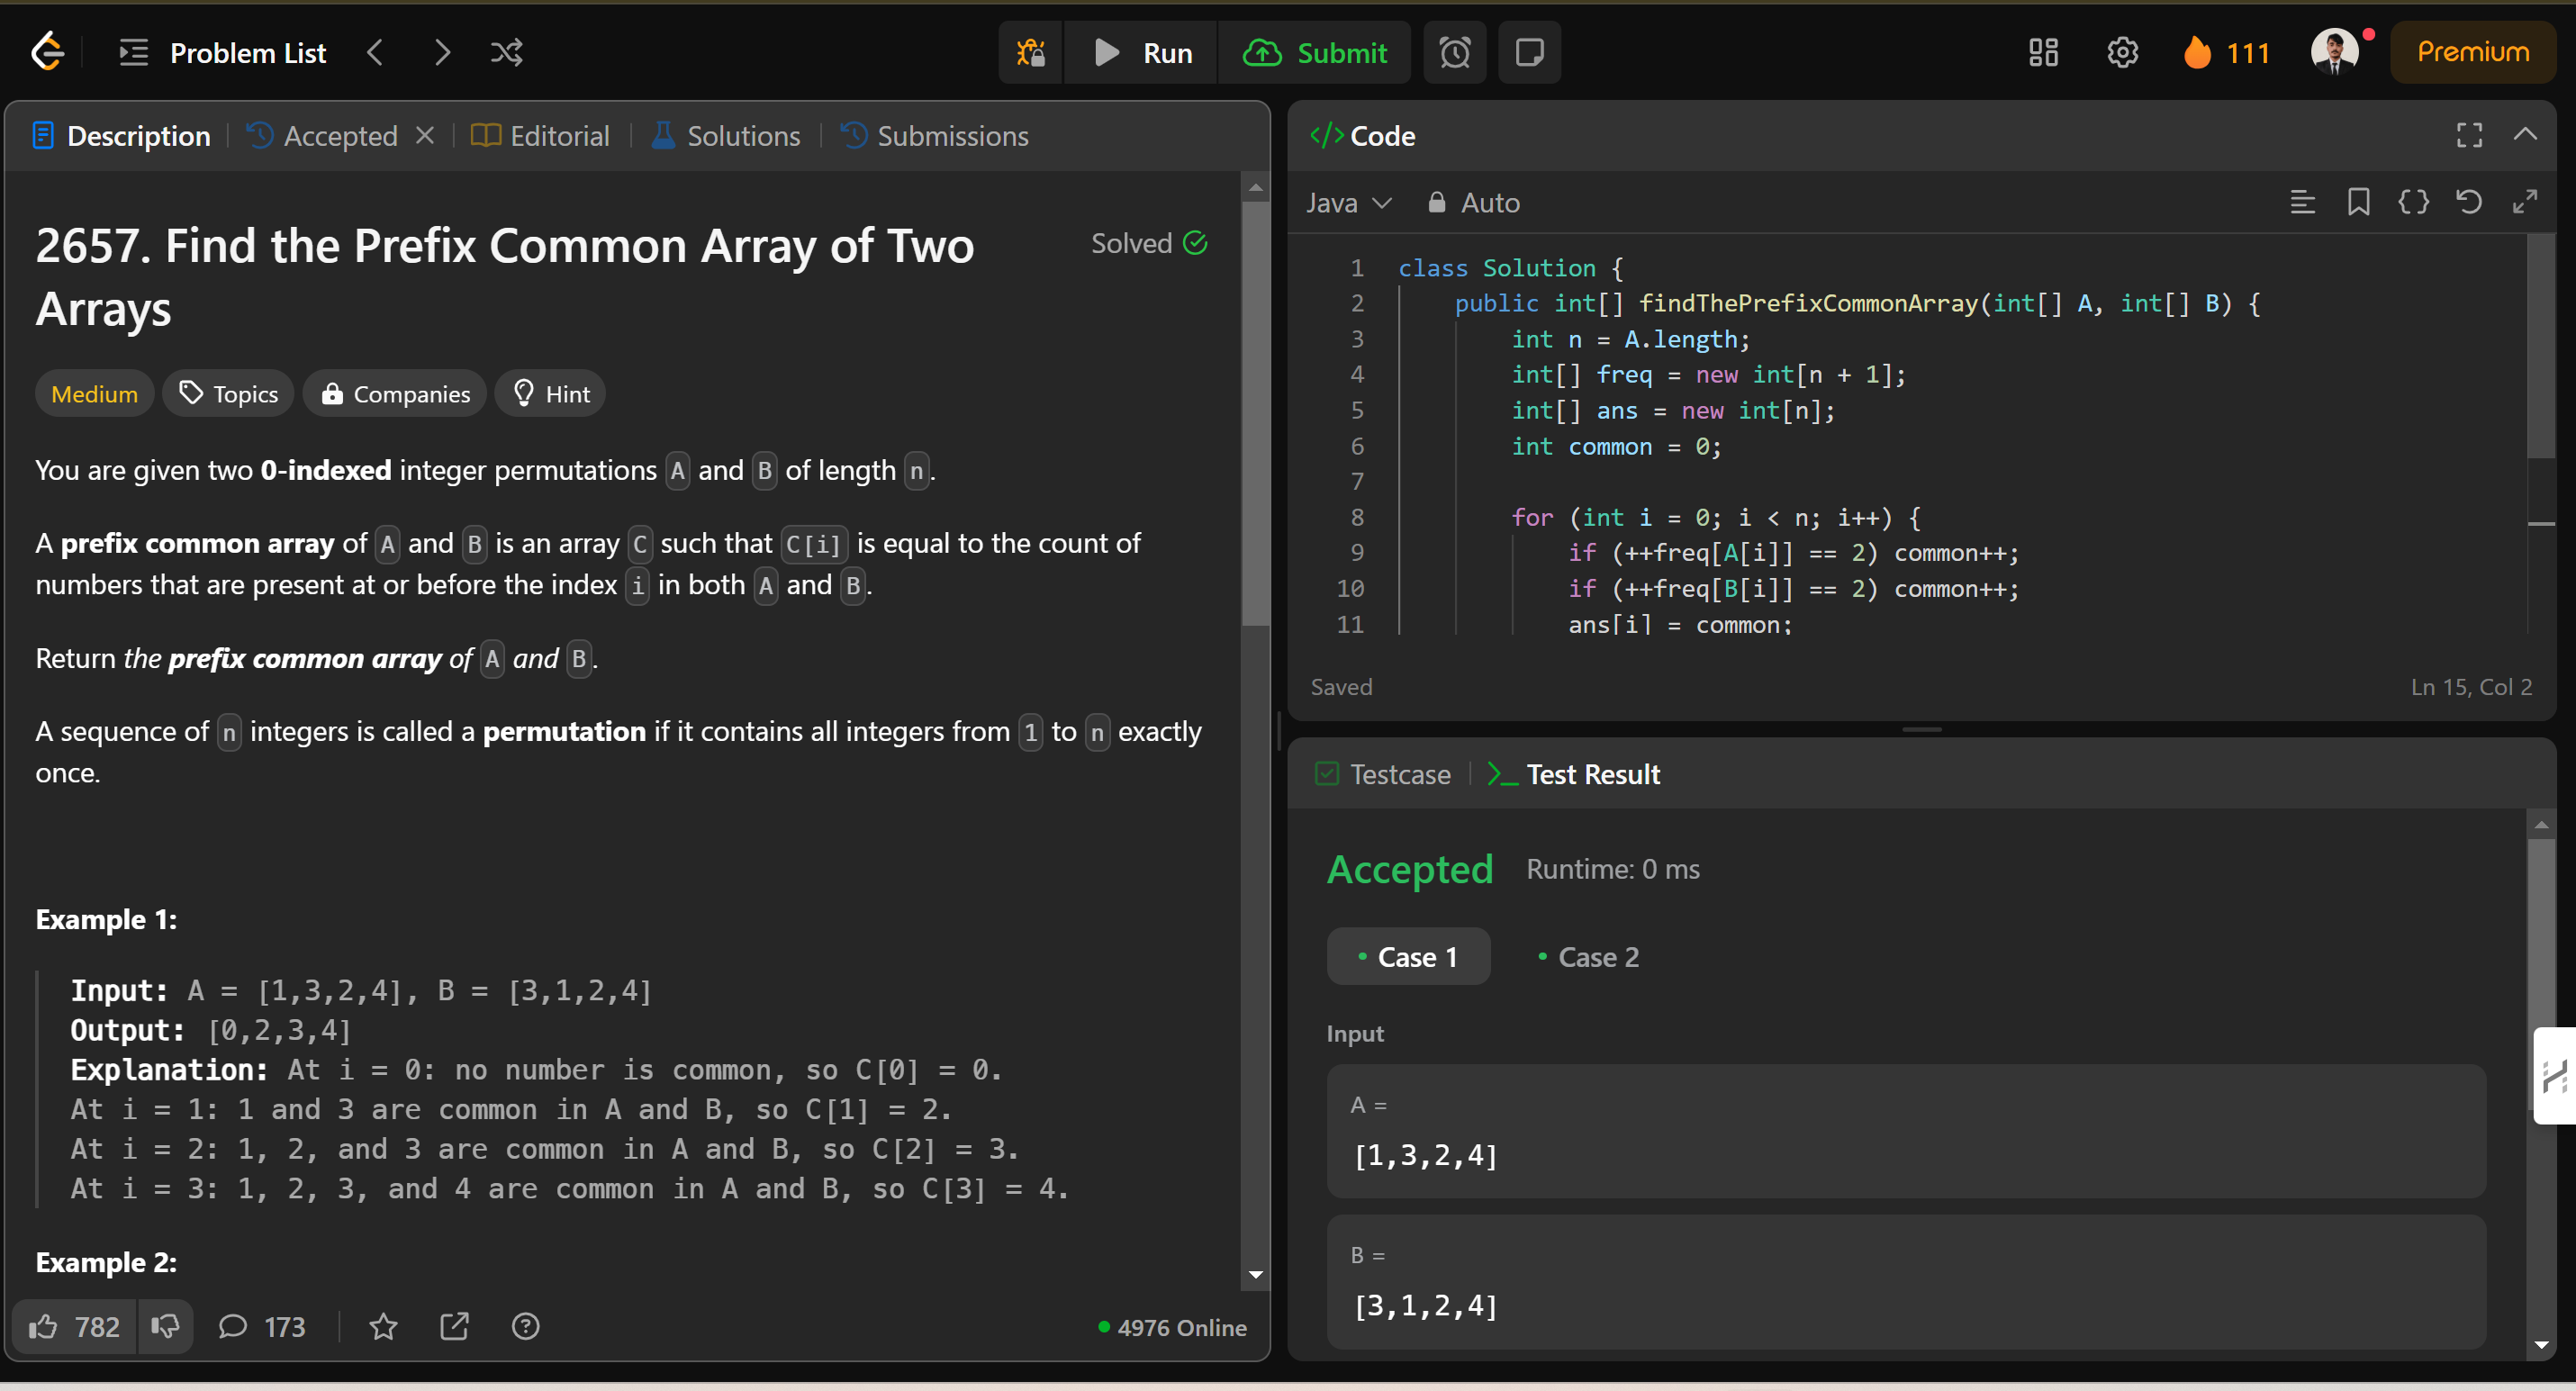 Problem List
Run
Submit
111
Premium
Description
Accepted
Editorial
Solutions
Submissions
2657. Find the Prefix Common Array of Two
Arrays
Solved
Medium
Topics
Companies
Hint
You are given two 0-indexed integer permutations A and B of length n.
A prefix common array of A and B is an array C such that C[i] is equal to the count of
numbers that are present at or before the index i in both A and B.
Return the prefix common array of A and B.
A sequence of n integers is called a permutation if it contains all integers from 1 to n exactly
once.
Example 1:
Input: A = [1,3,2,4], B = [3,1,2,4]
Output: [0,2,3,4]
Explanation: At i = 0: no number is common, so C[0] = 0.
At i = 1: 1 and 3 are common in A and B, so C[1] = 2.
At i = 2: 1, 2, and 3 are common in A and B, so C[2] = 3.
At i = 3: 1, 2, 3, and 4 are common in A and B, so C[3] = 4.
Example 2:
782
173
4976 Online
</> Code
Java
Auto
1 class Solution {
2 public int[] findThePrefixCommonArray(int[] A, int[] B) {
3 int n = A.length;
4 int[] freq = new int[n + 1];
5 int[] ans = new int[n];
6 int common = 0;
7
8 for (int i = 0; i < n; i++) {
9 if (++freq[A[i]] == 2) common++;
10 if (++freq[B[i]] == 2) common++;
11 ans[i] = common;
Saved
Ln 15, Col 2
Testcase
>_ Test Result
Accepted
Runtime: 0 ms
Case 1
Case 2
Input
A =
[1,3,2,4]
B =
[3,1,2,4]